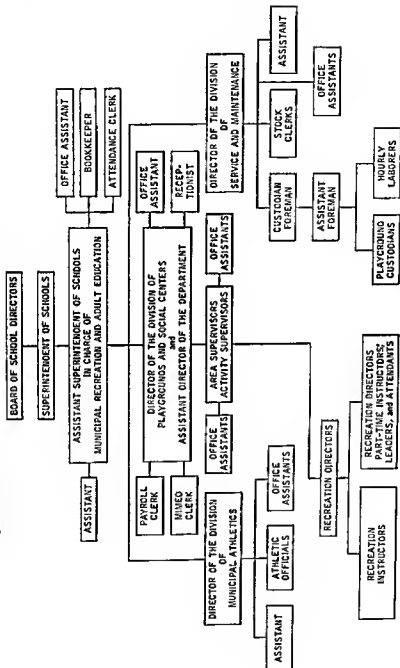 BOARD OF SCHOOL DIRECTORS
SUPERINTENDENT OF SCHOOLS
ASSISTANT SUPERINTENDENT OF SCHOOLS
IN CHARGE OF
MUNICIPAL RECREATION AND ADULT EDUCATION
ASSISTANT
OFFICE ASSISTANT
BOOKKEEPER
ATTENDANCE CLERK
DIRECTOR OF THE DIVISION OF
PLAYGROUNDS AND SOCIAL CENTERS
and
ASSISTANT DIRECTOR OF THE DEPARTMENT
PAYROLL
CLERK
MIMEO
CLERK
OFFICE
ASSISTANT
RECEP-
TIONIST
DIRECTOR OF THE DIVISION
OF
MUNICIPAL ATHLETICS
ASSISTANT
ATHLETIC
OFFICIALS
OFFICE
ASSISTANTS
OFFICE
ASSISTANTS
AREA SUPERVISORS
ACTIVITY SUPERVISORS
OFFICE
ASSISTANTS
RECREATION DIRECTORS
RECREATION
INSTRUCTORS
RECREATION DIRECTORS
PART-TIME INSTRUCTORS,
LEADERS, and ATTENDANTS
DIRECTOR OF THE DIVISION
OF
SERVICE AND MAINTENANCE
CUSTODIAN
FOREMAN
STOCK
CLERKS
ASSISTANT
OFFICE
ASSISTANTS
ASSISTANT
FOREMAN
PLAYGROUND
CUSTODIANS
HOURLY
LABORERS